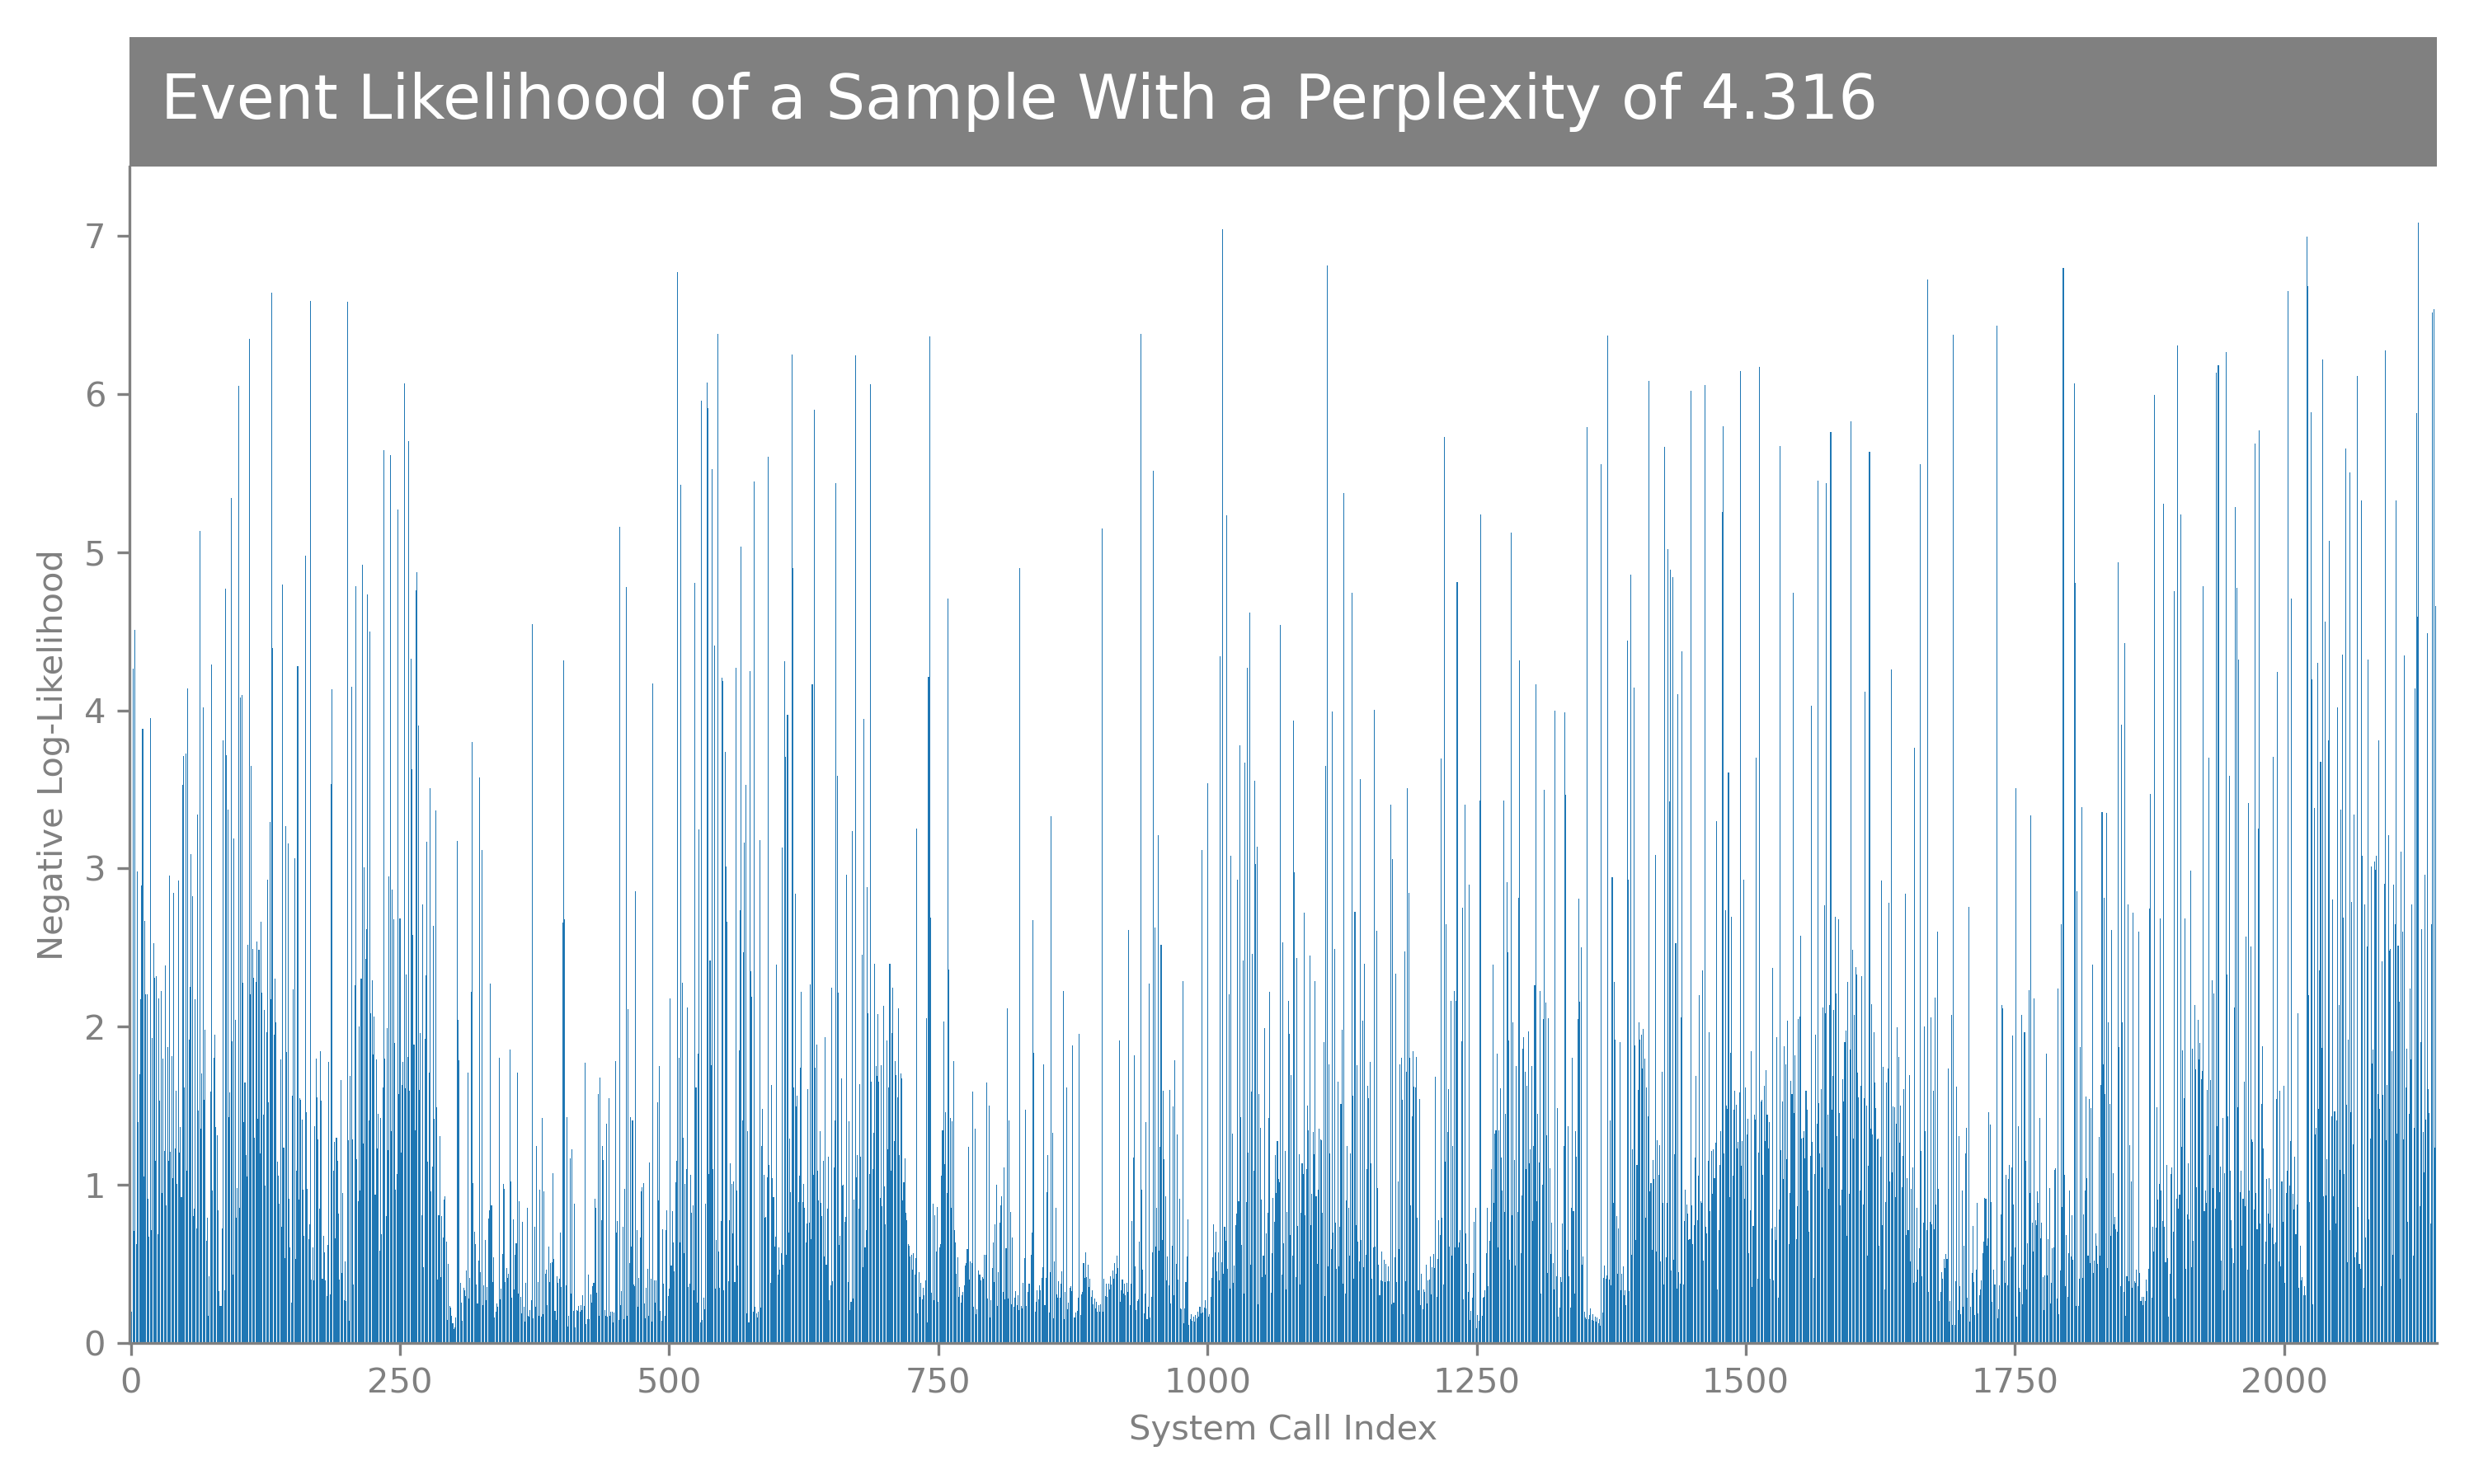 Event Likelihood of a Sample With a Perplexity of 4.316
7
6
5
4
3
2
1
0
Negative Log-Likelihood
0 250 500 750 1000 1250 1500 1750 2000
System Call Index